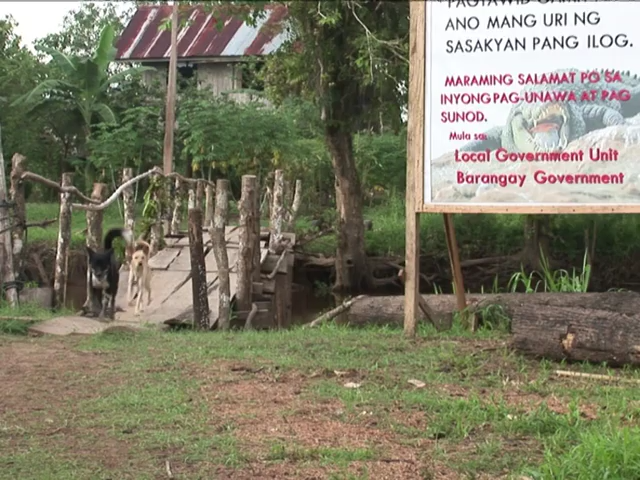 ANO MANG URI NG
SASAKYAN PANG ILOG.
MARAMING SALAMAT PO SA
INYONG PAG-UNAWA AT PAG
SUNOD.
Mula sa:
Local Government Unit
Barangay Government